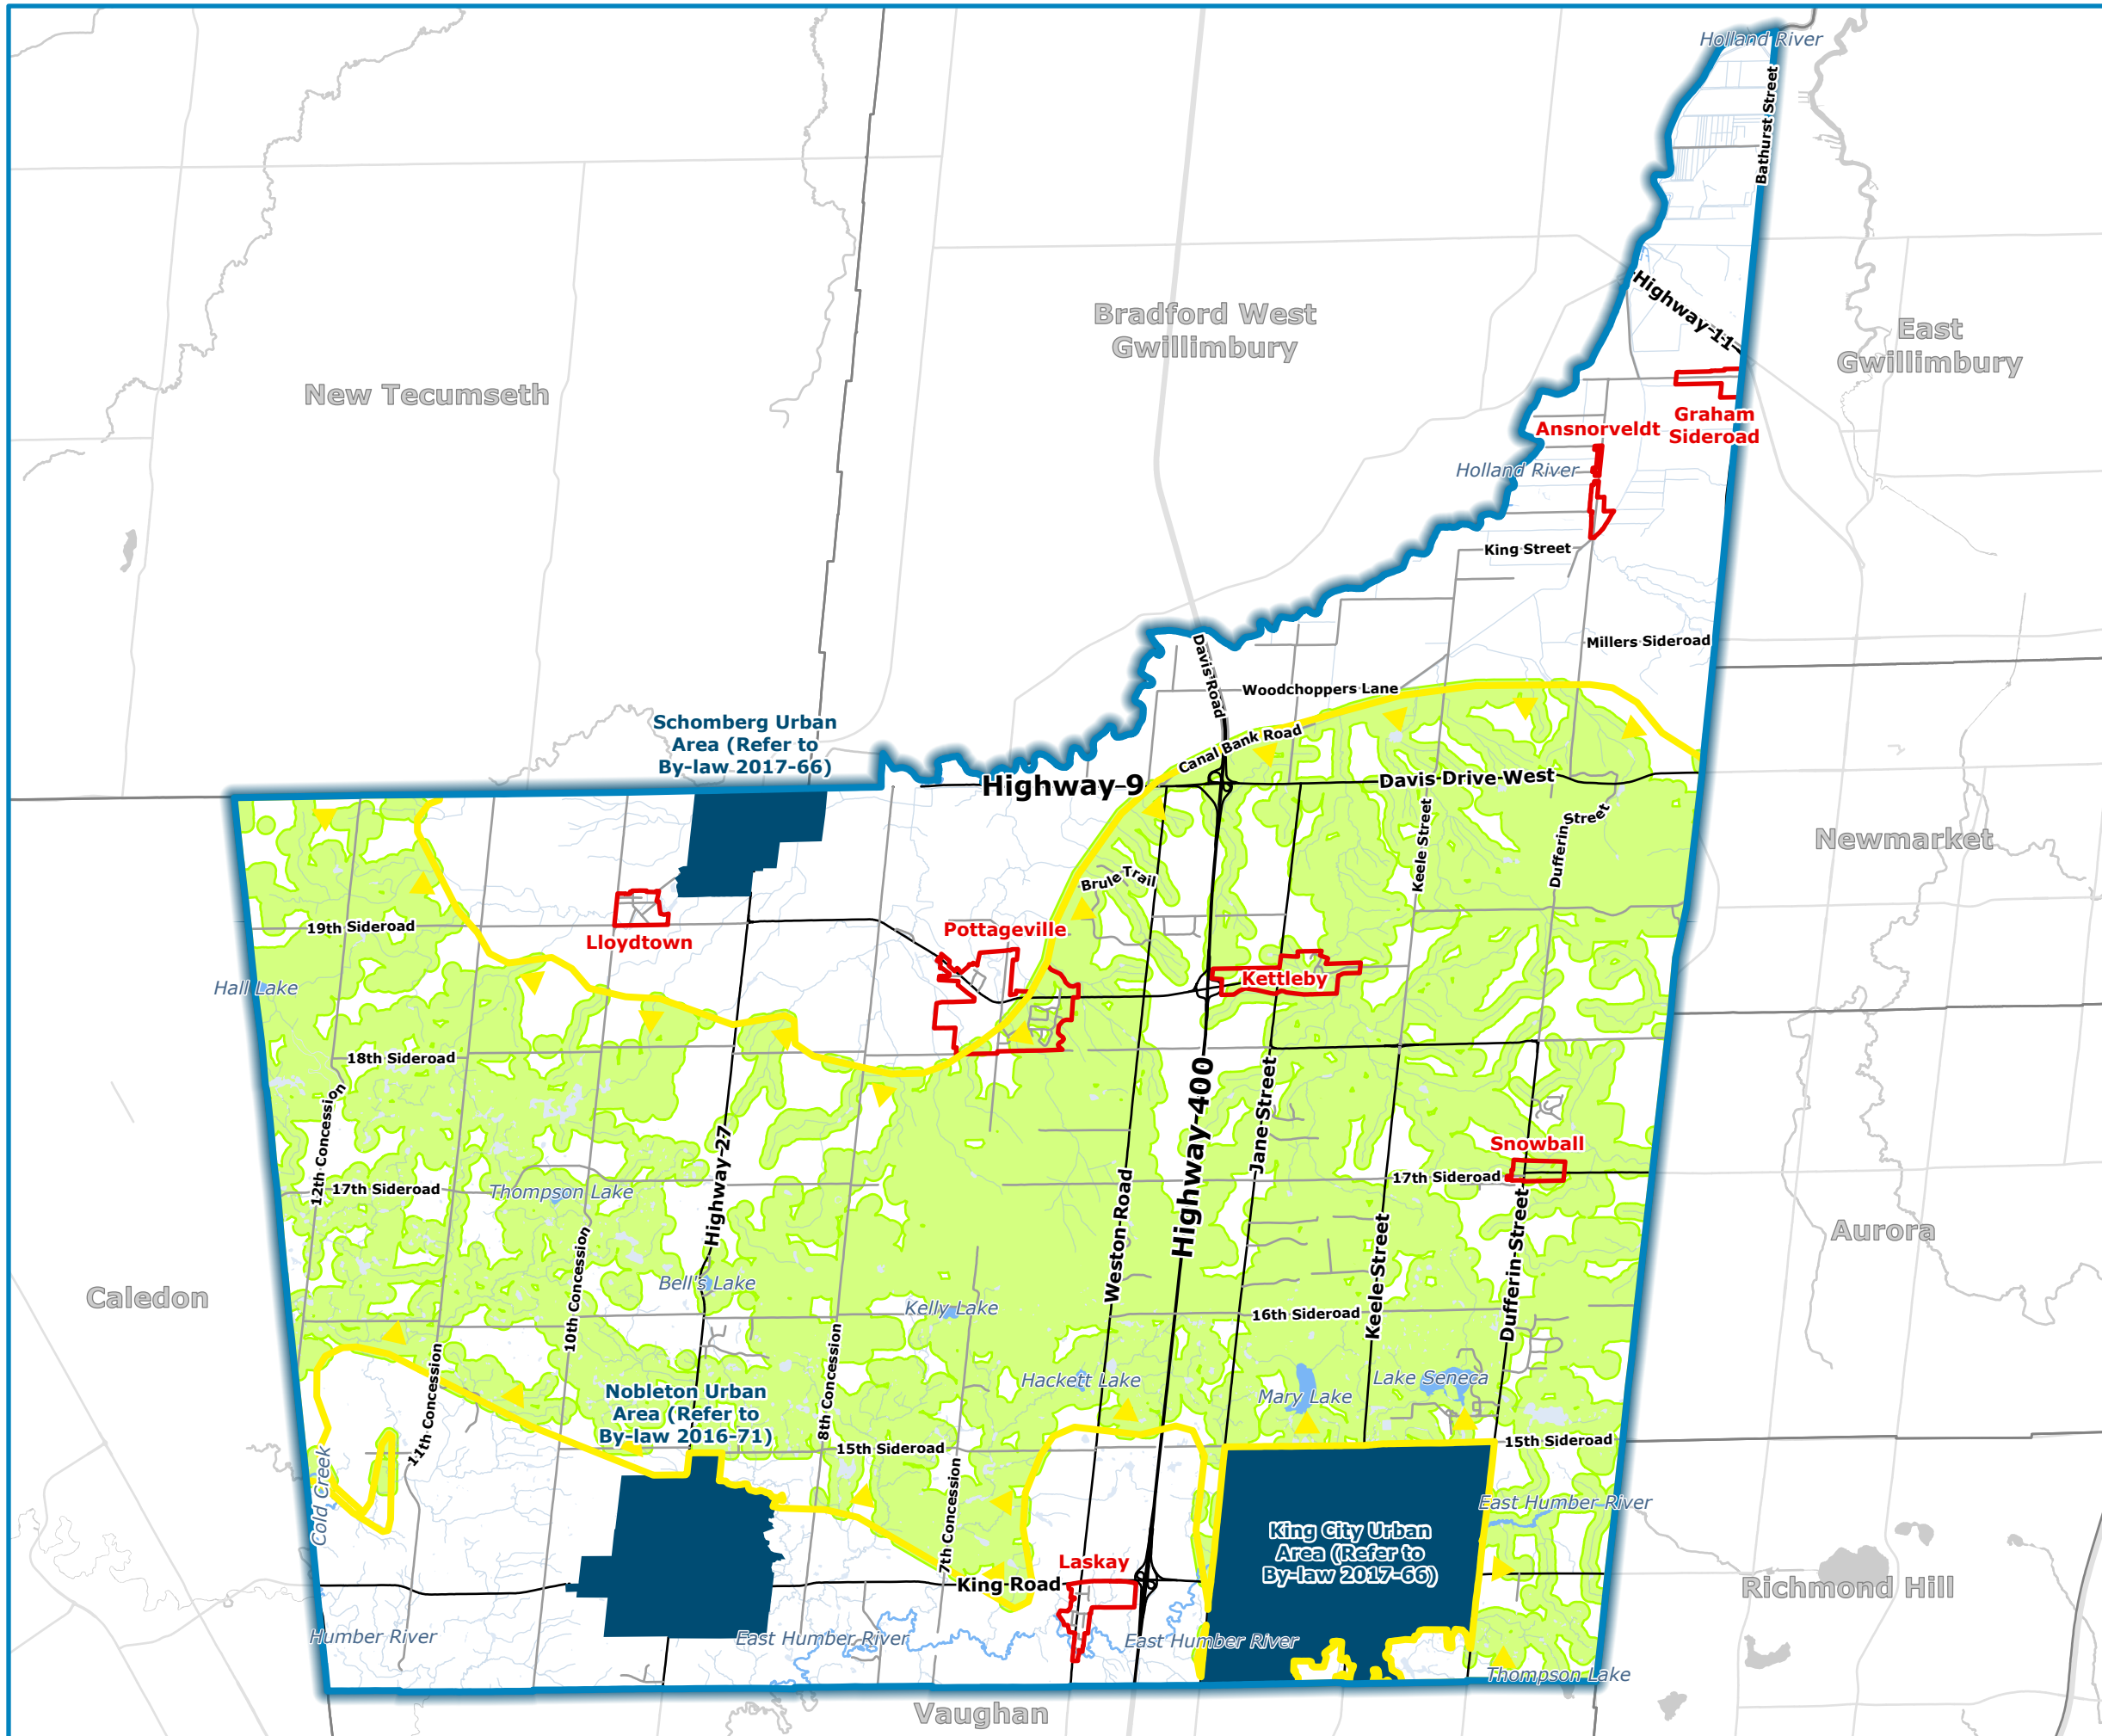 Holland River
Bathurst Street
Highway 11
Bradford West
Gwillimbury
East
Gwillimbury
New Tecumseth
Graham
Sideroad
Ansnorveldt
Holland River
King Street
Millers Sideroad
Davis Road
Woodchoppers Lane
Schomberg Urban
Area (Refer to
By-law 2017-66)
Canal Bank Road
Highway 9
Davis Drive West
Keele Street
Dufferin Street
Newmarket
Brule Trail
19th Sideroad
Lloydtown
Pottageville
Kettleby
Hall Lake
18th Sideroad
12th Concession
Highway 27
Highway 400
Jane Street
Snowball
17th Sideroad
Thompson Lake
17th Sideroad
Weston Road
Keele Street
Dufferin Street
Aurora
10th Concession
Bell's Lake
Caledon
Kelly Lake
16th Sideroad
11th Concession
8th Concession
Hackett Lake
Mary Lake
Lake Seneca
Nobleton Urban
Area (Refer to
By-law 2016-71)
15th Sideroad
15th Sideroad
Cold Creek
7th Concession
East Humber River
King City Urban
Area (Refer to
By-law 2017-66)
Laskay
King Road
Richmond Hill
Humber River
East Humber River
East Humber River
Thompson Lake
Vaughan